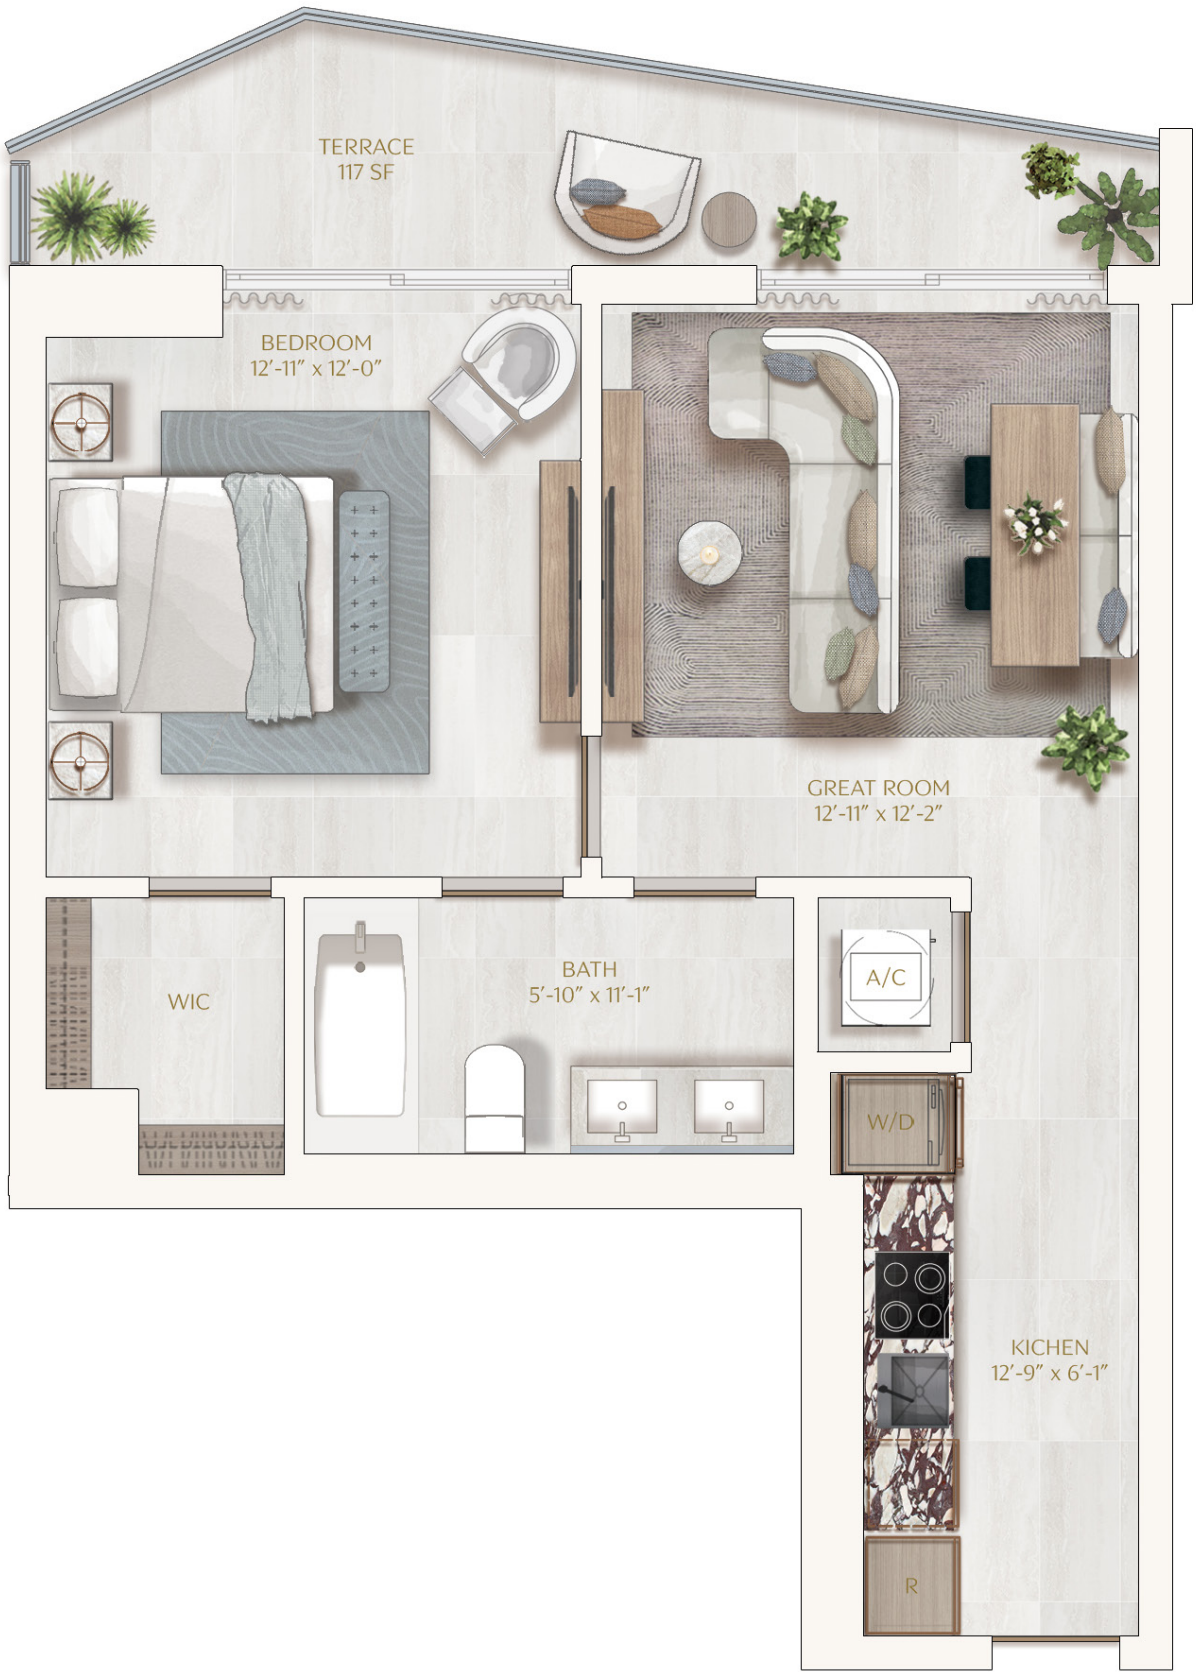 TERRACE
117 SF
BEDROOM
12'-11" x 12'-0"
GREAT ROOM
12'-11" x 12'-2"
WIC
BATH
5'-10" x 11'-1"
A/C
W/D
KICHEN
12'-9" x 6'-1"
R